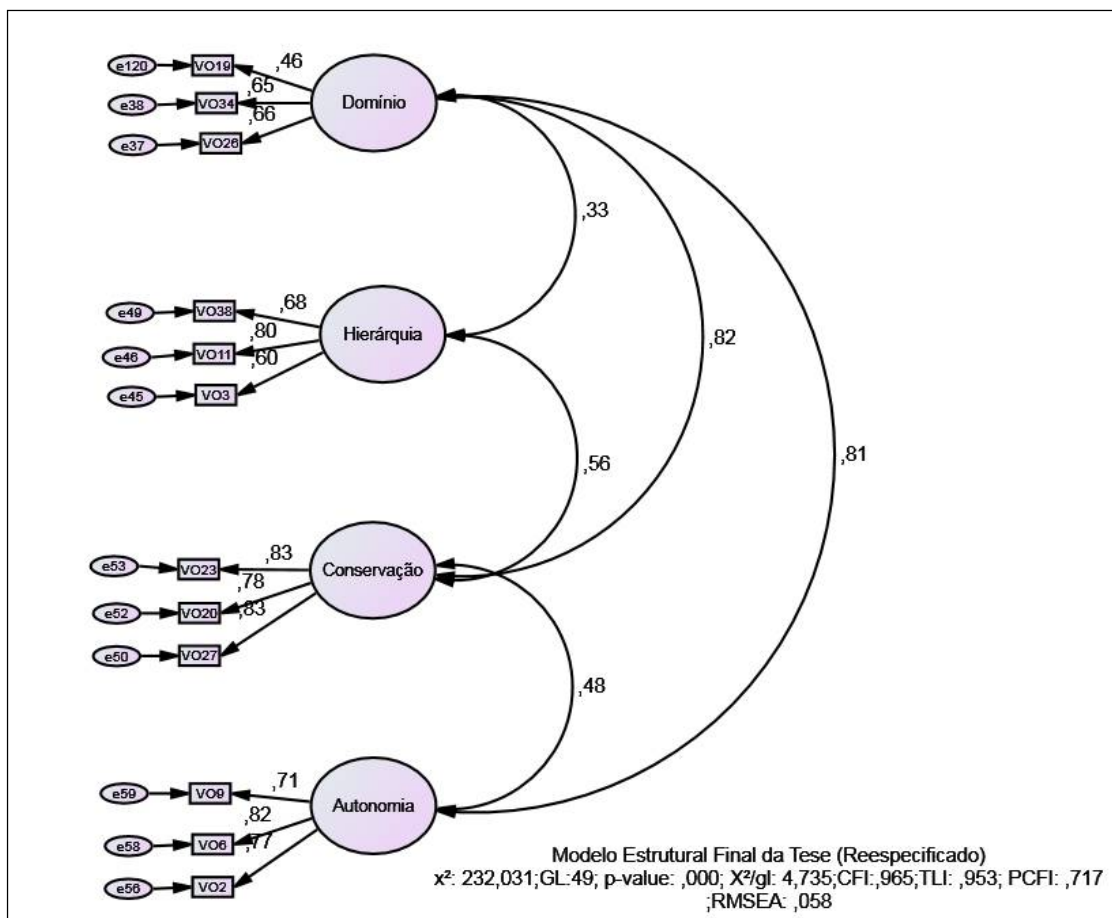 e120 VO19 ,46
e38 VO34 ,65
e37 VO26 ,66
Domínio
,33
e49 VO38 ,68
e46 VO11 ,80
e45 VO3 ,60
Hierárquia
,82
,56
,81
e53 VO23 ,83
e52 VO20 ,78
e50 VO27 ,83
Conservação
,48
e59 VO9 ,71
e58 VO6 ,82
e56 VO2 ,77
Autonomia
Modelo Estrutural Final da Tese (Reespecificado)
x²: 232,031;GL:49; p-value: ,000; X²/gl: 4,735;CFI:,965;TLI: ,953; PCFI: ,717
;RMSEA: ,058